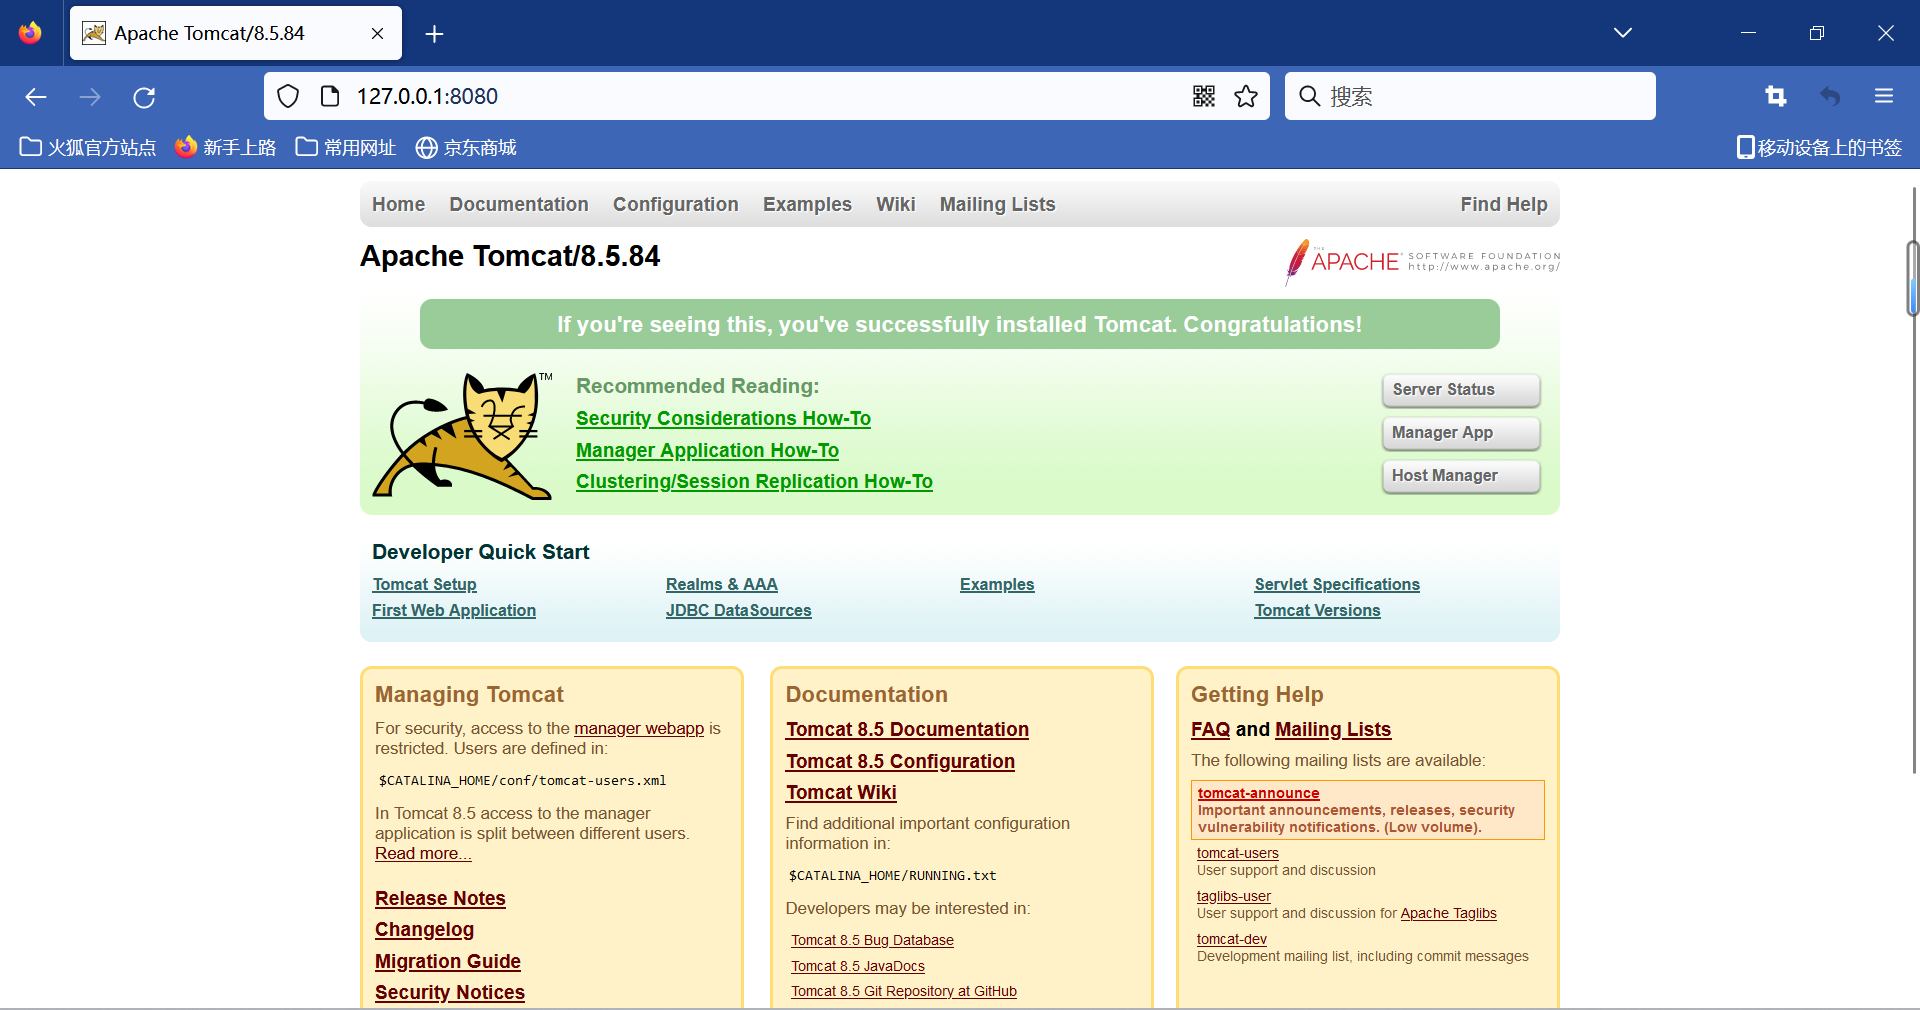 Apache Tomcat/8.5.84
127.0.0.1:8080
搜索
火狐官方站点 新手上路 常用网址 京东商城 移动设备上的书签
Home Documentation Configuration Examples Wiki Mailing Lists Find Help
Apache Tomcat/8.5.84
THE
APACHE® SOFTWARE FOUNDATION
http://www.apache.org/
If you're seeing this, you've successfully installed Tomcat. Congratulations!
TM
Recommended Reading:
Security Considerations How-To
Manager Application How-To
Clustering/Session Replication How-To
Server Status
Manager App
Host Manager
Developer Quick Start
Tomcat Setup
First Web Application
Realms & AAA
JDBC DataSources
Examples
Servlet Specifications
Tomcat Versions
Managing Tomcat
For security, access to the manager webapp is
restricted. Users are defined in:
$CATALINA_HOME/conf/tomcat-users.xml
In Tomcat 8.5 access to the manager
application is split between different users.
Read more...
Release Notes
Changelog
Migration Guide
Security Notices
Documentation
Tomcat 8.5 Documentation
Tomcat 8.5 Configuration
Tomcat Wiki
Find additional important configuration
information in:
$CATALINA_HOME/RUNNING.txt
Developers may be interested in:
Tomcat 8.5 Bug Database
Tomcat 8.5 JavaDocs
Tomcat 8.5 Git Repository at GitHub
Getting Help
FAQ and Mailing Lists
The following mailing lists are available:
tomcat-announce
Important announcements, releases, security
vulnerability notifications. (Low volume).
tomcat-users
User support and discussion
taglibs-user
User support and discussion for Apache Taglibs
tomcat-dev
Development mailing list, including commit messages